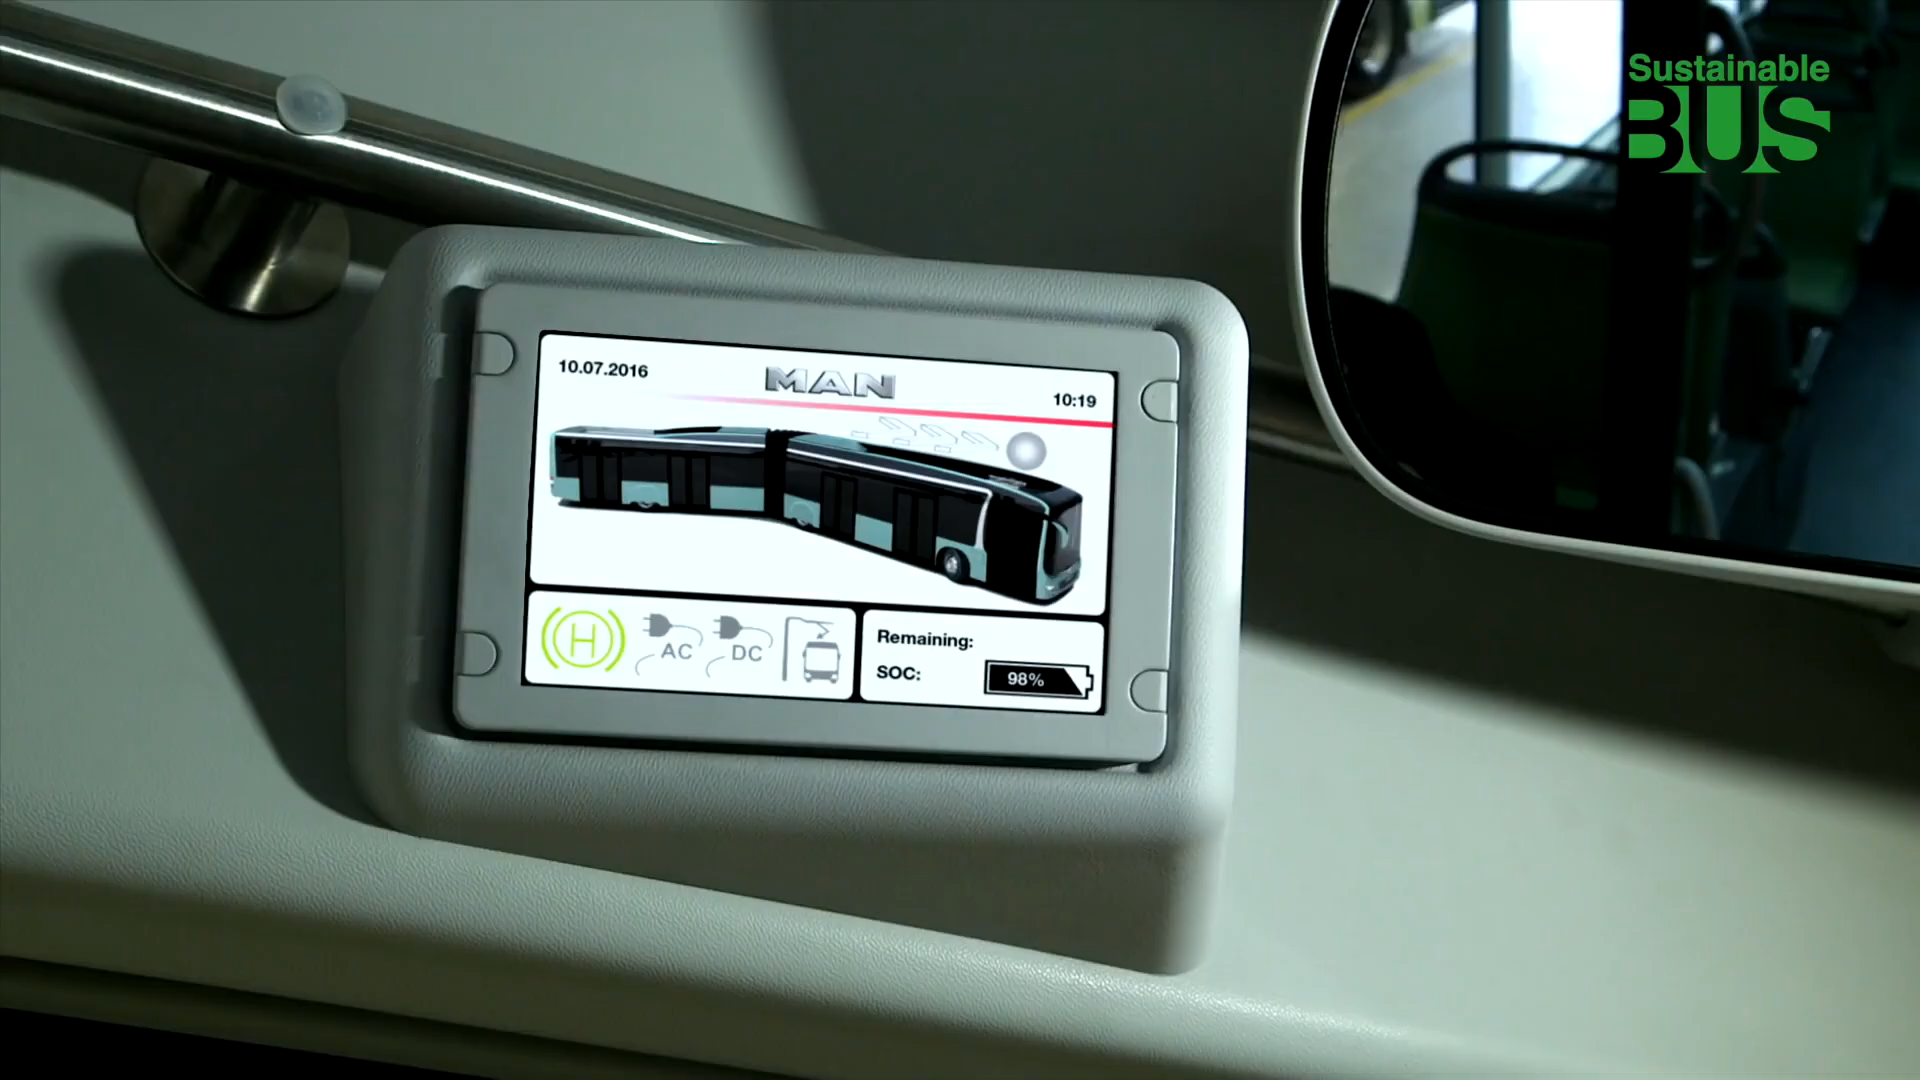 Sustainable
BUS
10.07.2016
MAN
10:19
H
AC
DC
Remaining:
SOC:
98%